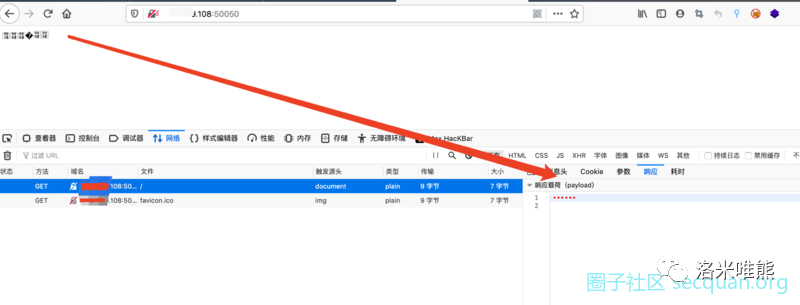 9.108:50050
查看器 控制台 调试器 网络 样式编辑器 性能 内存 存储 无障碍环境 Max HacKBar
过滤 URL HTML CSS JS XHR 字体 图像 媒体 WS 其他 持续日志 禁用缓存 不
状态 方法 域名 文件 触发源头 类型 传输 大小 息头 Cookie 参数 响应 耗时
GET .108:50... / document plain 9 字节 7 字节 响应载荷 (payload)
GET .108:50... favicon.ico img plain 9 字节 7 字节 1
2
洛米唯熊
圈子社区 secquan.org